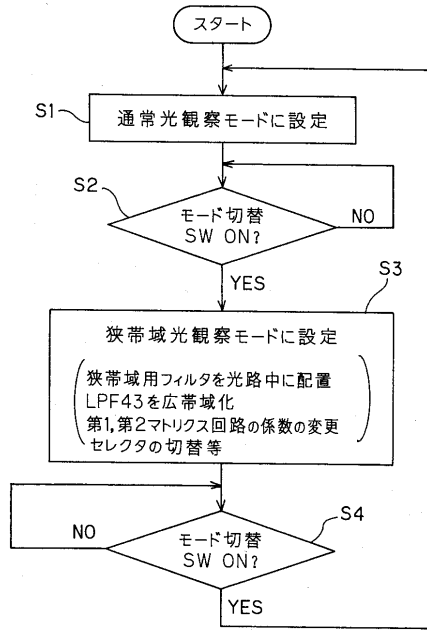 スタート
S1
通常光観察モードに設定
S2
モード切替
SW ON?
NO
YES
S3
狭帯域光観察モードに設定
狭帯域用フィルタを光路中に配置
LPF43を広帯域化
第1,第2マトリクス回路の係数の変更
セレクタの切替等
S4
NO
モード切替
SW ON?
YES